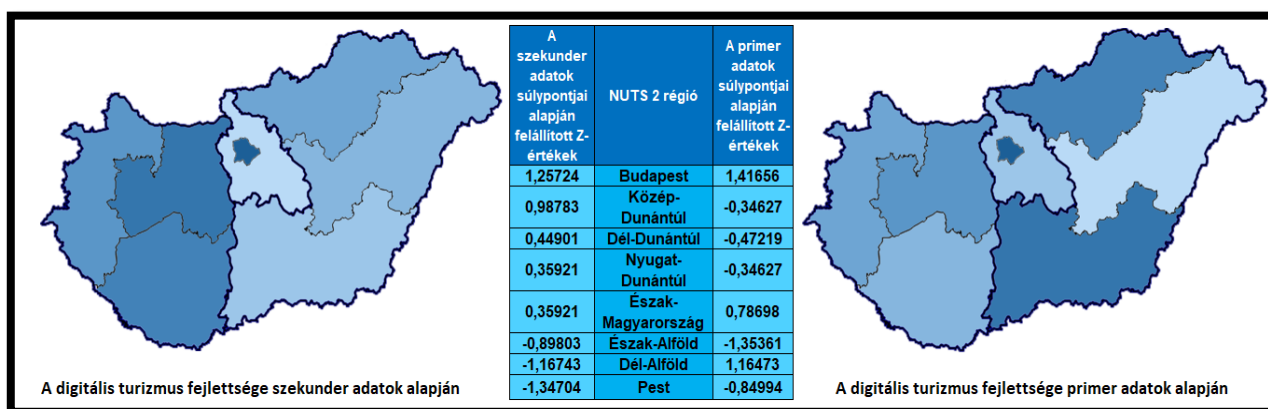 A
szekunder
adatok
súlypontjai
alapján
felállított Z-
értékek
NUTS 2 régió
A primer
adatok
súlypontjai
alapján
felállított Z-
értékek
1,25724 Budapest 1,41656
0,98783 Közép-
Dunántúl -0,34627
0,44901 Dél-Dunántúl -0,47219
0,35921 Nyugat-
Dunántúl -0,34627
0,35921 Észak-
Magyarország 0,78698
-0,89803 Észak-Alföld -1,35361
-1,16743 Dél-Alföld 1,16473
-1,34704 Pest -0,84994
A digitális turizmus fejlettsége szekunder adatok alapján
A digitális turizmus fejlettsége primer adatok alapján